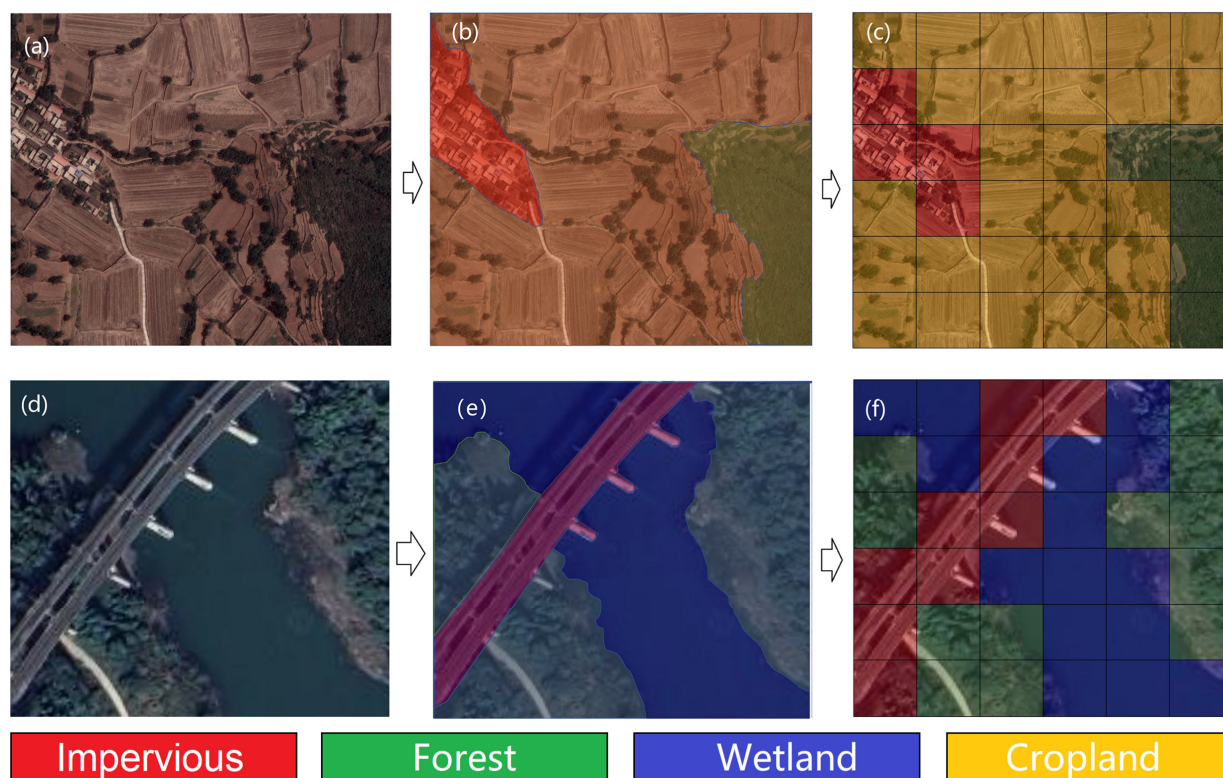 (a)
(b)
(c)
(d)
(e)
(f)
Impervious
Forest
Wetland
Cropland